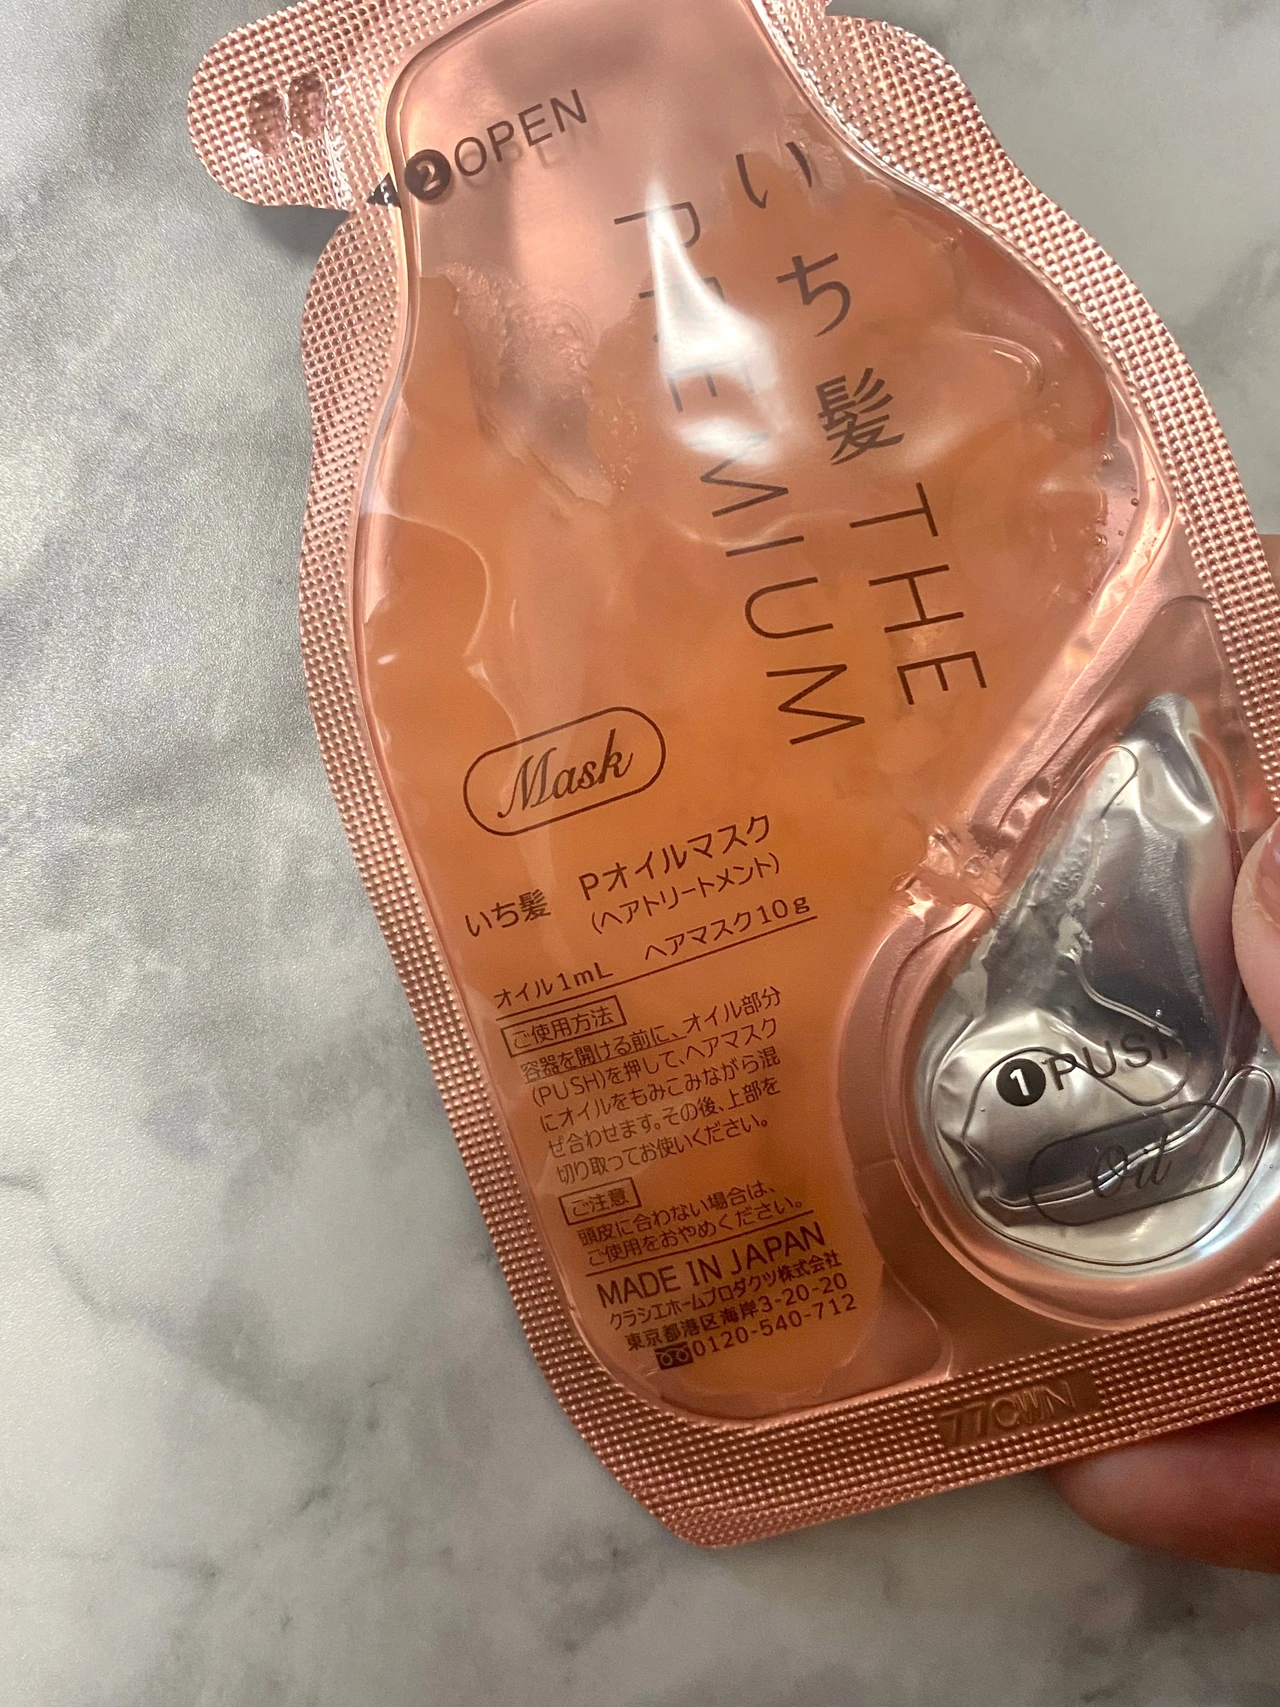 ❷OPEN
いち髪 THE
PREMIUM
Mask
いち髪 Pオイルマスク
(ヘアトリートメント)
オイル1mL ヘアマスク10g
ご使用方法
容器を開ける前に、オイル部分
(PUSH)を押して、ヘアマスク
にオイルをもみこみながら混
ぜ合わせます。その後、上部を
切り取ってお使いください。
ご注意
頭皮に合わない場合は、
ご使用をおやめください。
MADE IN JAPAN
クラシエホームプロダクツ株式会社
東京都港区海岸3-20-20
0120-540-712
❶PUSH
Oil
77CWN